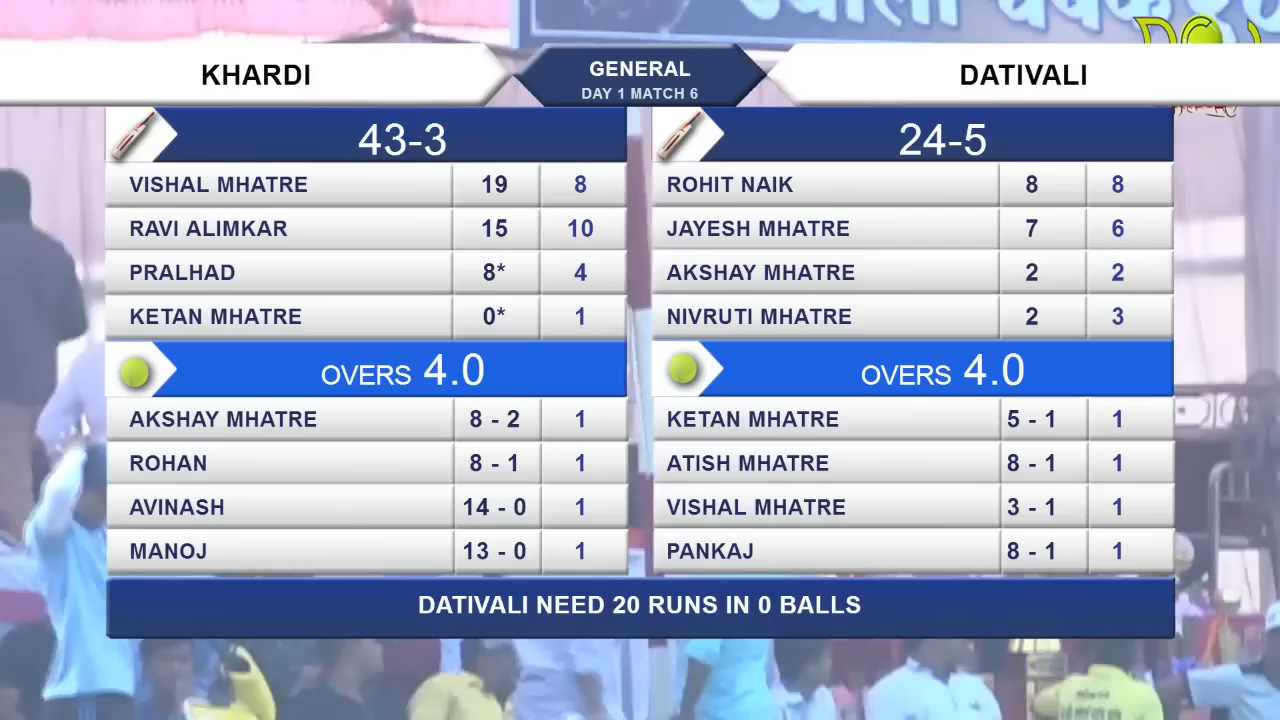 KHARDI
GENERAL
DAY 1 MATCH 6
DATIVALI
43-3
VISHAL MHATRE 19 8
RAVI ALIMKAR 15 10
PRALHAD 8* 4
KETAN MHATRE 0* 1
OVERS 4.0
AKSHAY MHATRE 8 - 2 1
ROHAN 8 - 1 1
AVINASH 14 - 0 1
MANOJ 13 - 0 1
24-5
ROHIT NAIK 8 8
JAYESH MHATRE 7 6
AKSHAY MHATRE 2 2
NIVRUTI MHATRE 2 3
OVERS 4.0
KETAN MHATRE 5 - 1 1
ATISH MHATRE 8 - 1 1
VISHAL MHATRE 3 - 1 1
PANKAJ 8 - 1 1
DATIVALI NEED 20 RUNS IN 0 BALLS